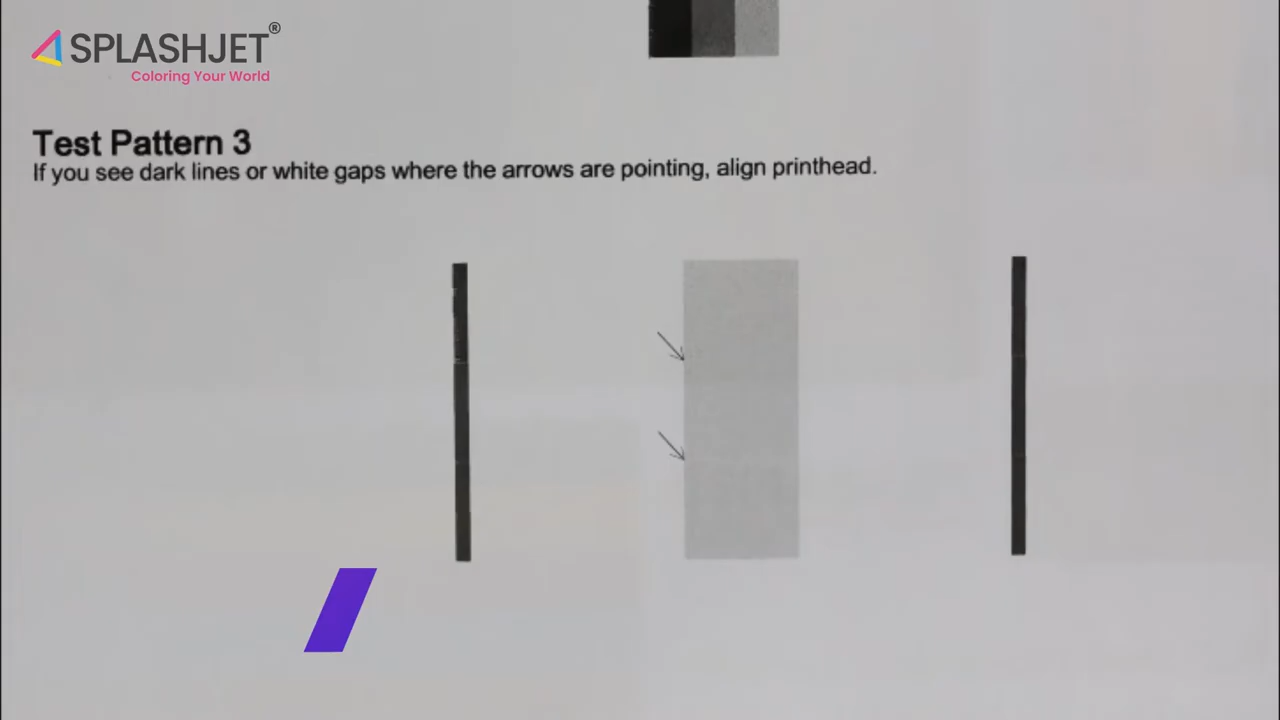 SPLASHJET®
Coloring Your World
Test Pattern 3
If you see dark lines or white gaps where the arrows are pointing, align printhead.